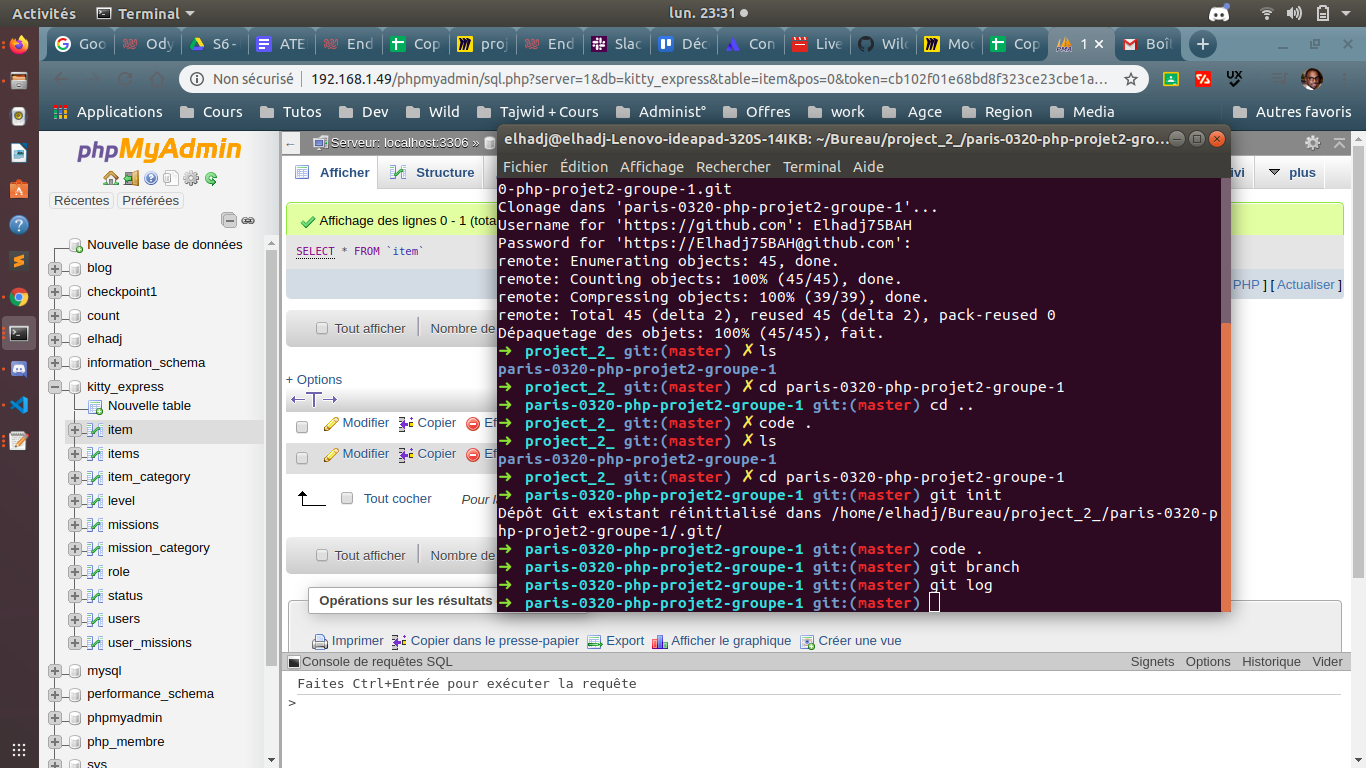 Activités
Terminal
lun. 23:31
Goo
Ody
S6 -
ATE
End
Cop
proj
End
Slac
Déc
Con
Live
Wild
Moc
Cop
1
Boît
Non sécurisé
192.168.1.49/phpmyadmin/sql.php?server=1&db=kitty_express&table=item&pos=0&token=cb102f01e68bd8f323ce23cbe1a...
UX
Applications
Cours
Tutos
Dev
Wild
Tajwid + Cours
Administ°
Offres
work
Agce
Region
Media
Autres favoris
phpMyAdmin
Récentes
Préférées
Nouvelle base de données
blog
checkpoint1
count
elhadj
information_schema
kitty_express
Nouvelle table
item
items
item_category
level
missions
mission_category
role
status
users
user_missions
mysql
performance_schema
phpmyadmin
php_membre
sys
Serveur: localhost:3306 »
Afficher
Structure
ivi
plus
Affichage des lignes 0 - 1 (tota
SELECT * FROM `item`
PHP ] [ Actualiser ]
Tout afficher
Nombre de
+ Options
Modifier
Copier
Ef
Modifier
Copier
Ef
Tout cocher
Pour l
Tout afficher
Nombre de
Opérations sur les résultats
Imprimer
Copier dans le presse-papier
Export
Afficher le graphique
Créer une vue
Console de requêtes SQL
Signets
Options
Historique
Vider
Faites Ctrl+Entrée pour exécuter la requête
>
elhadj@elhadj-Lenovo-ideapad-320S-14IKB: ~/Bureau/project_2_/paris-0320-php-projet2-gro...
Fichier
Édition
Affichage
Rechercher
Terminal
Aide
0-php-projet2-groupe-1.git
Clonage dans 'paris-0320-php-projet2-groupe-1'...
Username for 'https://github.com': Elhadj75BAH
Password for 'https://Elhadj75BAH@github.com':
remote: Enumerating objects: 45, done.
remote: Counting objects: 100% (45/45), done.
remote: Compressing objects: 100% (39/39), done.
remote: Total 45 (delta 2), reused 45 (delta 2), pack-reused 0
Dépaquetage des objets: 100% (45/45), fait.
➜ project_2_ git:(master) ✗ ls
paris-0320-php-projet2-groupe-1
➜ project_2_ git:(master) ✗ cd paris-0320-php-projet2-groupe-1
➜ paris-0320-php-projet2-groupe-1 git:(master) cd ..
➜ project_2_ git:(master) ✗ code .
➜ project_2_ git:(master) ✗ ls
paris-0320-php-projet2-groupe-1
➜ project_2_ git:(master) ✗ cd paris-0320-php-projet2-groupe-1
➜ paris-0320-php-projet2-groupe-1 git:(master) git init
Dépôt Git existant réinitialisé dans /home/elhadj/Bureau/project_2_/paris-0320-p
hp-projet2-groupe-1/.git/
➜ paris-0320-php-projet2-groupe-1 git:(master) code .
➜ paris-0320-php-projet2-groupe-1 git:(master) git branch
➜ paris-0320-php-projet2-groupe-1 git:(master) git log
➜ paris-0320-php-projet2-groupe-1 git:(master)